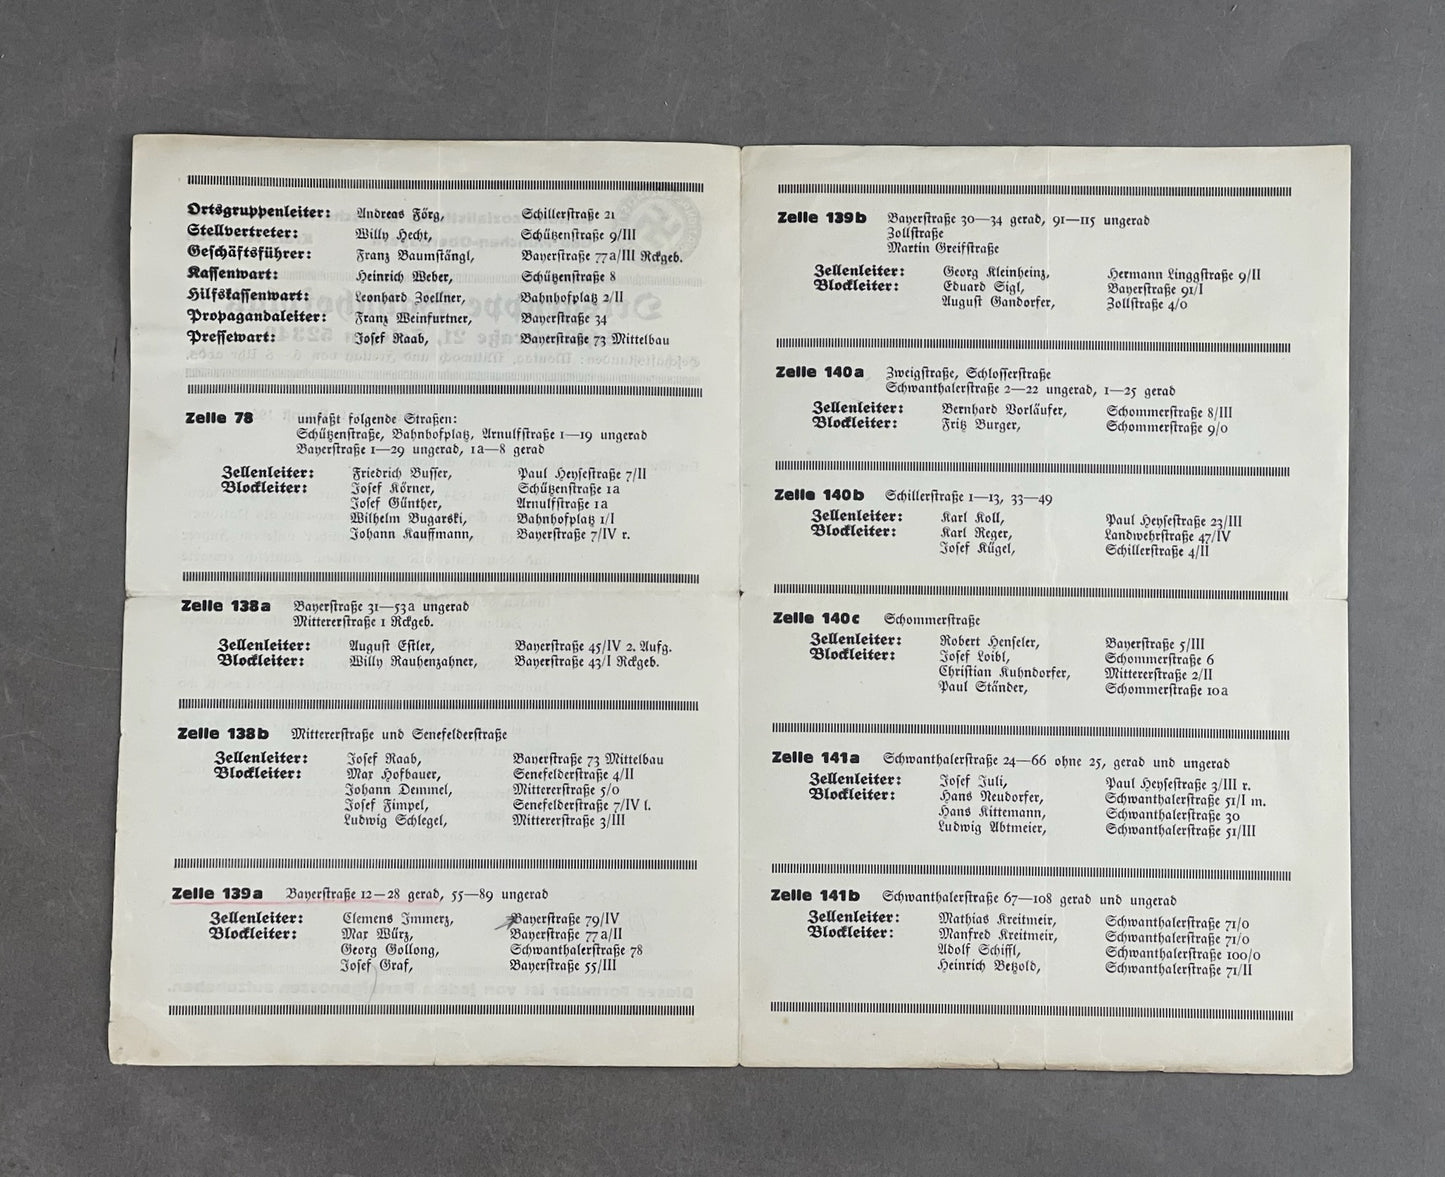 Ortsgruppenleiter: Andreas Förg, Schillerstraße 21
Stellvertreter: Willy Hecht, Schützenstraße 9/III
Geschäftsführer: Franz Baumstängl, Bayerstraße 77a/III Rckgeb.
Kassenwart: Heinrich Weber, Schützenstraße 8
Hilfskassenwart: Leonhard Zoellner, Bahnhofplatz 2/II
Propagandaleiter: Franz Weinfurtner, Bayerstraße 34
Pressewart: Josef Raab, Bayerstraße 73 Mittelbau
Zelle 78 umfaßt folgende Straßen:
Schützenstraße, Bahnhofplatz, Arnulfstraße 1—19 ungerad
Bayerstraße 1—29 ungerad, 1a—8 gerad
Zellenleiter: Friedrich Busser, Paul Heysestraße 7/II
Blockleiter: Josef Körner, Schützenstraße 1a
Josef Günther, Arnulfstraße 1a
Wilhelm Bugarski, Bahnhofplatz 1/I
Johann Kauffmann, Bayerstraße 7/IV r.
Zelle 138a Bayerstraße 31—53a ungerad
Mittererstraße 1 Rckgeb.
Zellenleiter: August Estler, Bayerstraße 45/IV 2. Aufg.
Blockleiter: Willy Rauhenzahner, Bayerstraße 43/I Rckgeb.
Zelle 138b Mittererstraße und Senefelderstraße
Zellenleiter: Josef Raab, Bayerstraße 73 Mittelbau
Blockleiter: Max Hofbauer, Senefelderstraße 4/II
Johann Demmel, Mittererstraße 5/0
Josef Fimpel, Senefelderstraße 7/IV l.
Ludwig Schlegel, Mittererstraße 3/III
Zelle 139a Bayerstraße 12—28 gerad, 55—89 ungerad
Zellenleiter: Clemens Immerz, Bayerstraße 79/IV
Blockleiter: Max Würz, Bayerstraße 77a/II
Georg Gollong, Schwanthalerstraße 78
Josef Graf, Bayerstraße 55/III
Zelle 139b Bayerstraße 30—34 gerad, 91—115 ungerad
Zollstraße
Martin Greifstraße
Zellenleiter: Georg Kleinheinz, Hermann Linggstraße 9/II
Blockleiter: Eduard Sigl, Bayerstraße 91/I
August Gandorfer, Zollstraße 4/0
Zelle 140a Zweigstraße, Schlosserstraße
Schwanthalerstraße 2—22 ungerad, 1—25 gerad
Zellenleiter: Bernhard Vorläufer, Schommerstraße 8/III
Blockleiter: Fritz Burger, Schommerstraße 9/0
Zelle 140b Schillerstraße 1—13, 33—49
Zellenleiter: Karl Koll, Paul Heysestraße 23/III
Blockleiter: Karl Reger, Landwehrstraße 47/IV
Josef Kügel, Schillerstraße 4/II
Zelle 140c Schommerstraße
Zellenleiter: Robert Henseler, Bayerstraße 5/III
Blockleiter: Josef Loibl, Schommerstraße 6
Christian Kuhndorfer, Mittererstraße 2/II
Paul Ständer, Schommerstraße 10a
Zelle 141a Schwanthalerstraße 24—66 ohne 25, gerad und ungerad
Zellenleiter: Josef Juli, Paul Heysestraße 3/III r.
Blockleiter: Hans Neudorfer, Schwanthalerstraße 51/I m.
Hans Kittemann, Schwanthalerstraße 30
Ludwig Abtmeier, Schwanthalerstraße 51/III
Zelle 141b Schwanthalerstraße 67—108 gerad und ungerad
Zellenleiter: Mathias Kreitmeir, Schwanthalerstraße 71/0
Blockleiter: Manfred Kreitmeir, Schwanthalerstraße 71/0
Adolf Schiffl, Schwanthalerstraße 100/0
Heinrich Betzold, Schwanthalerstraße 71/II